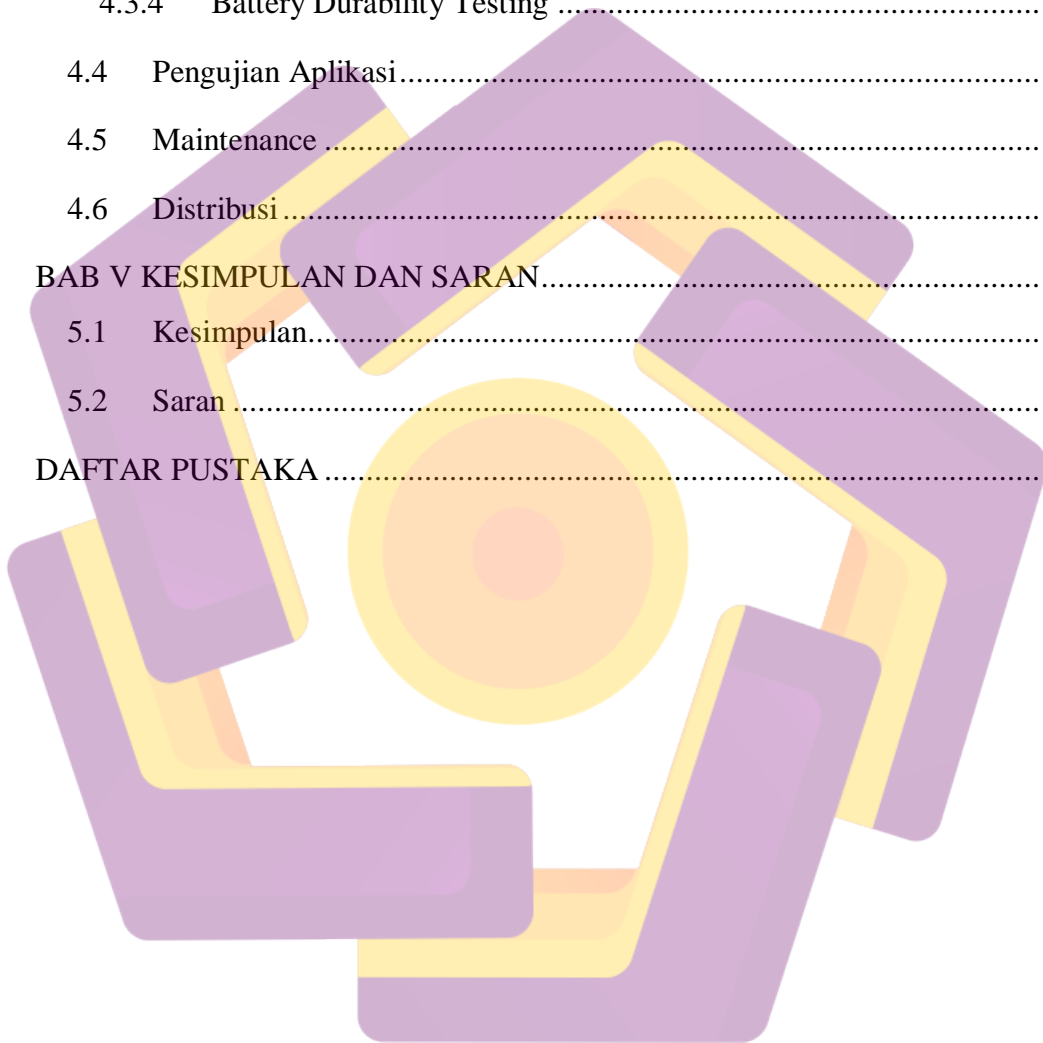 4.3.4 Battery Durability Testing ..........................................................
4.4 Pengujian Aplikasi..............................................................................
4.5 Maintenance .......................................................................................
4.6 Distribusi............................................................................................
BAB V KESIMPULAN DAN SARAN.............................................................
5.1 Kesimpulan.........................................................................................
5.2 Saran ..................................................................................................
DAFTAR PUSTAKA .......................................................................................